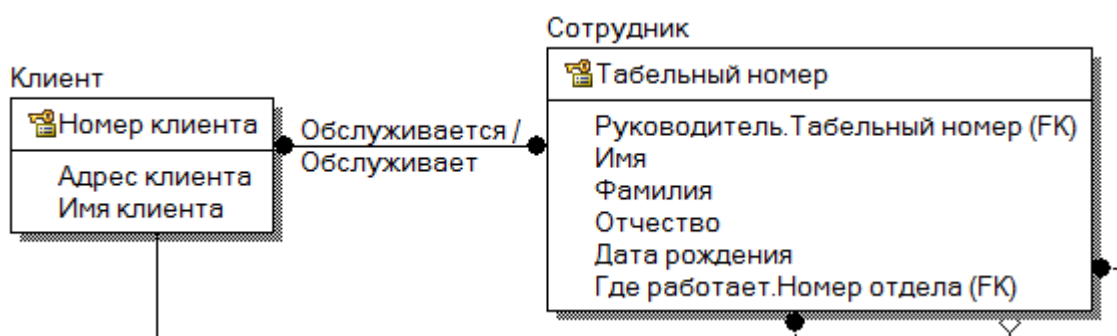 Сотрудник
Клиент
Табельный номер
Номер клиента
Обслуживается /
Обслуживает
Руководитель.Табельный номер (FK)
Имя
Фамилия
Отчество
Дата рождения
Где работает.Номер отдела (FK)
Адрес клиента
Имя клиента